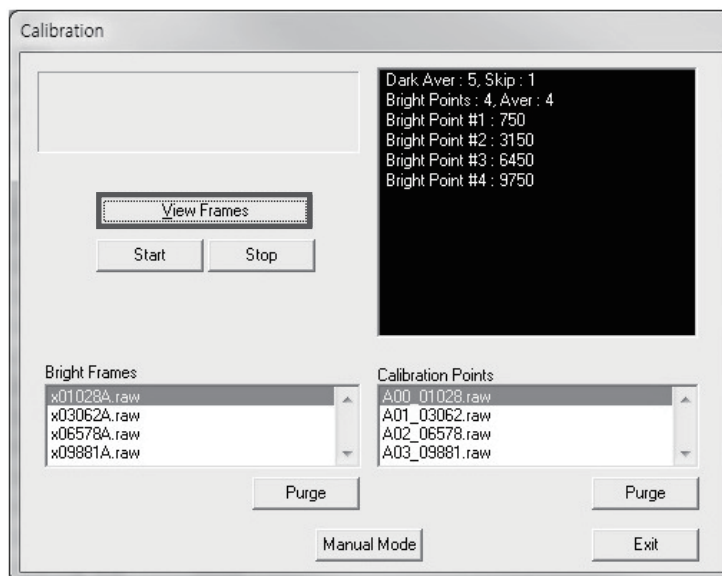 Calibration
Dark Aver : 5, Skip : 1
Bright Points : 4, Aver : 4
Bright Point #1 : 750
Bright Point #2 : 3150
Bright Point #3 : 6450
Bright Point #4 : 9750
View Frames
Start Stop
Bright Frames
x01028A.raw
x03062A.raw
x06578A.raw
x09881A.raw
Purge
Calibration Points
A00_01028.raw
A01_03062.raw
A02_06578.raw
A03_09881.raw
Purge
Manual Mode
Exit